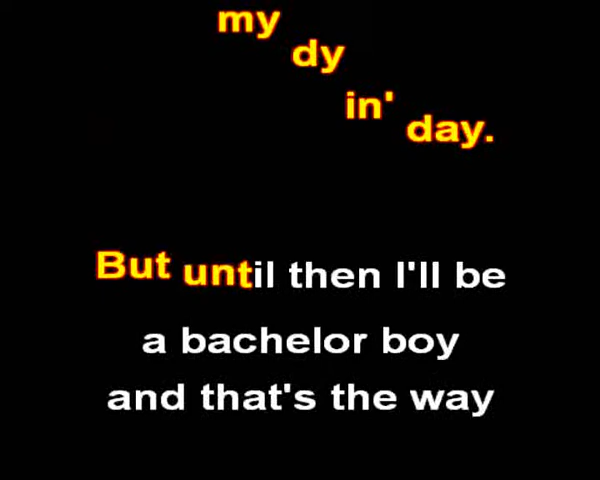 my
dy
in'
day.
But until then I'll be
a bachelor boy
and that's the way